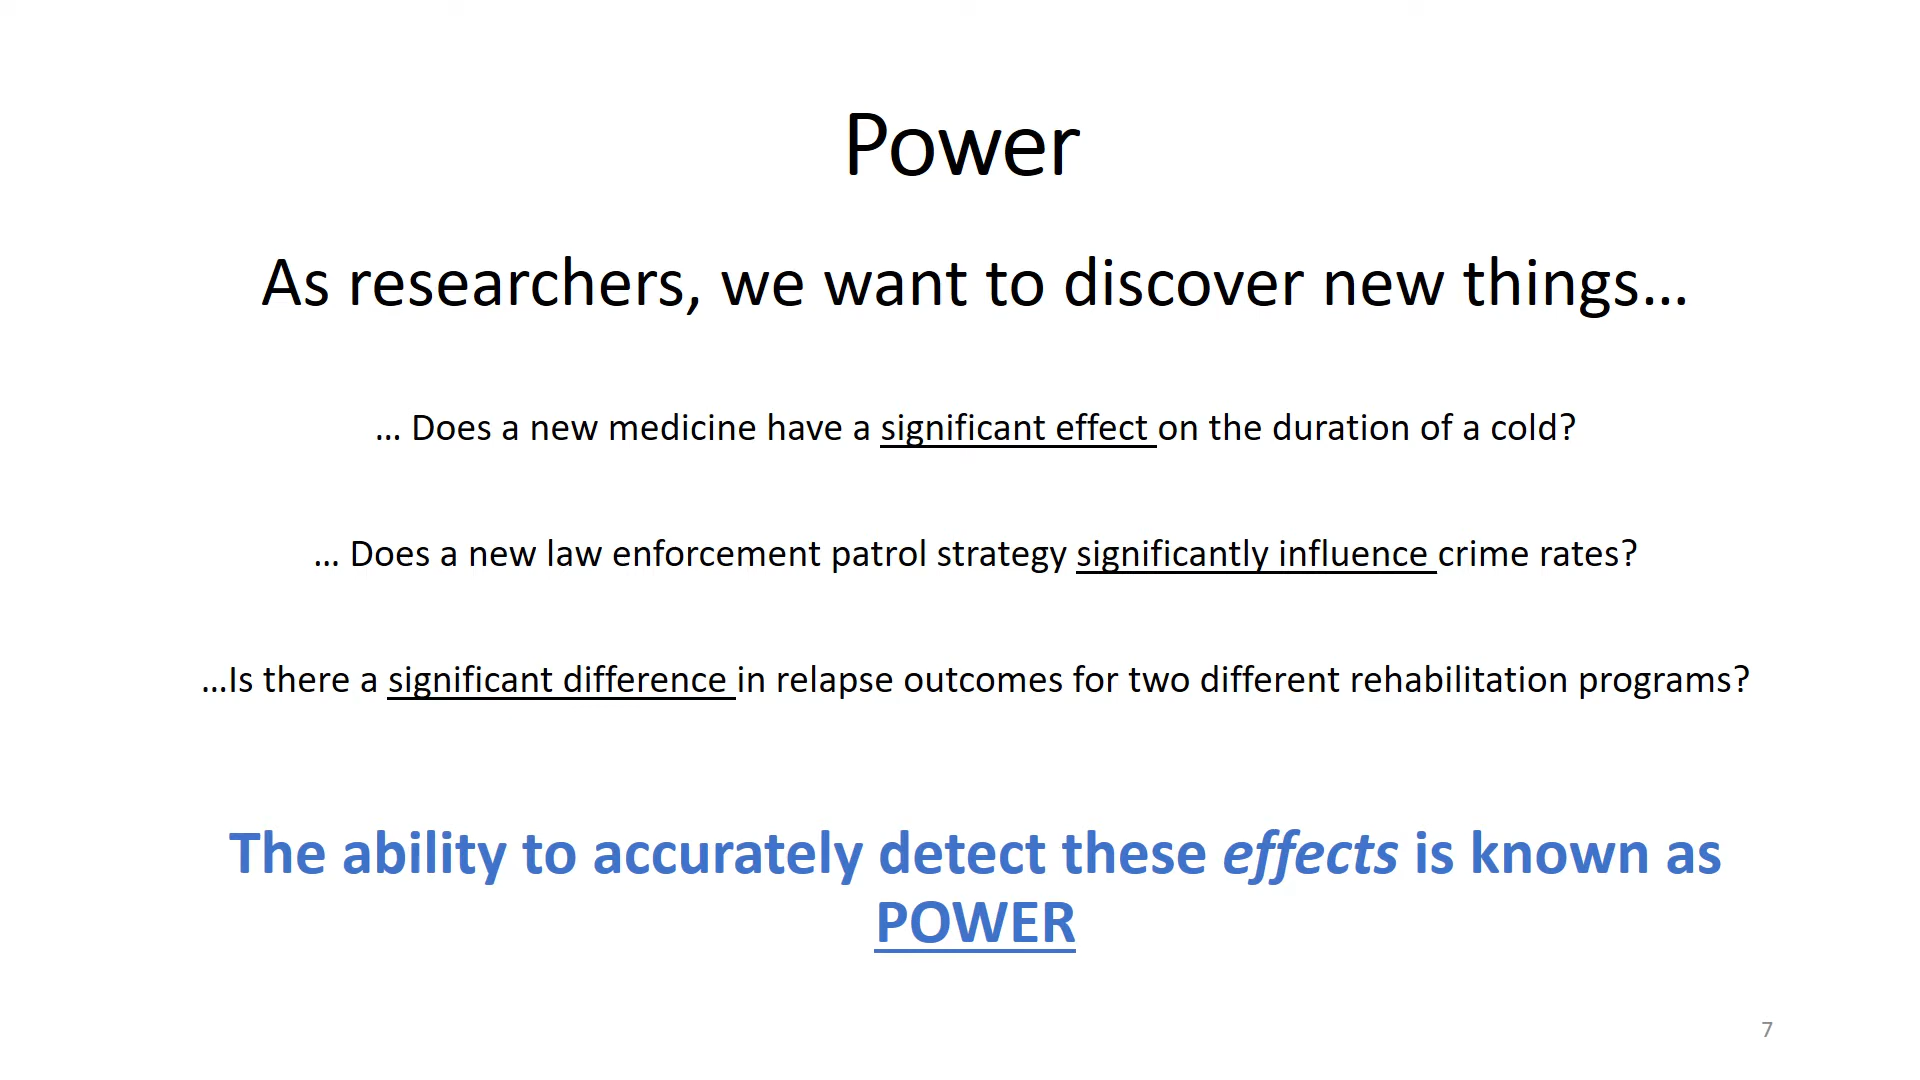 Power
As researchers, we want to discover new things…
… Does a new medicine have a significant effect on the duration of a cold?
… Does a new law enforcement patrol strategy significantly influence crime rates?
…Is there a significant difference in relapse outcomes for two different rehabilitation programs?
The ability to accurately detect these effects is known as
POWER
7